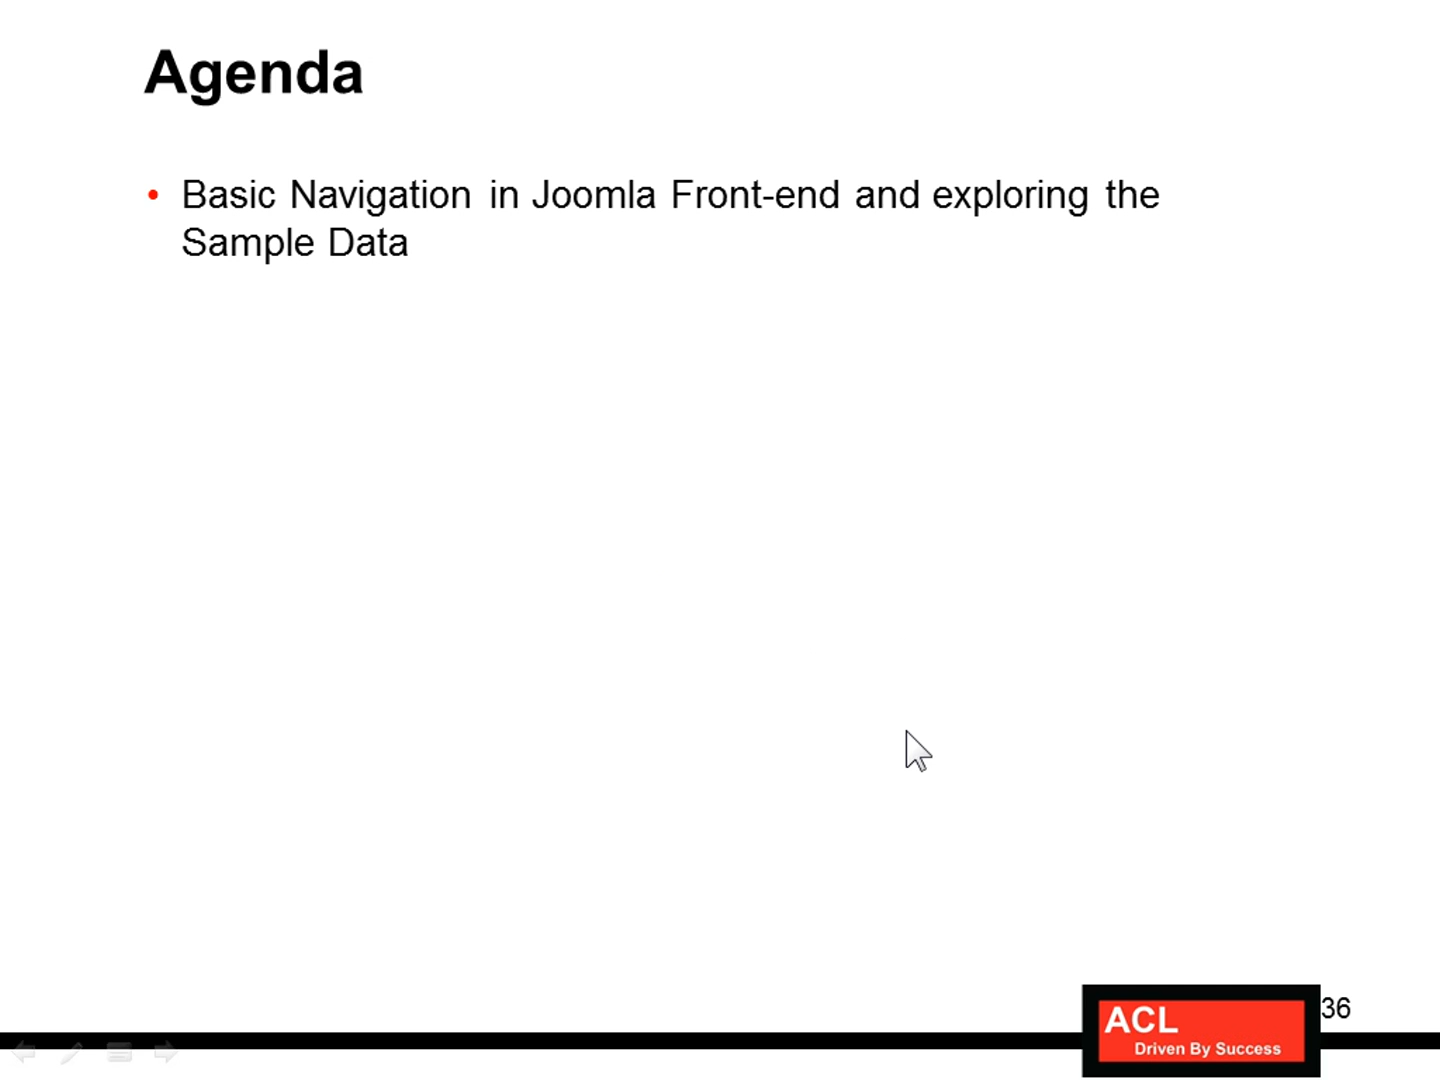 Agenda
• Basic Navigation in Joomla Front-end and exploring the
Sample Data
36
ACL
Driven By Success